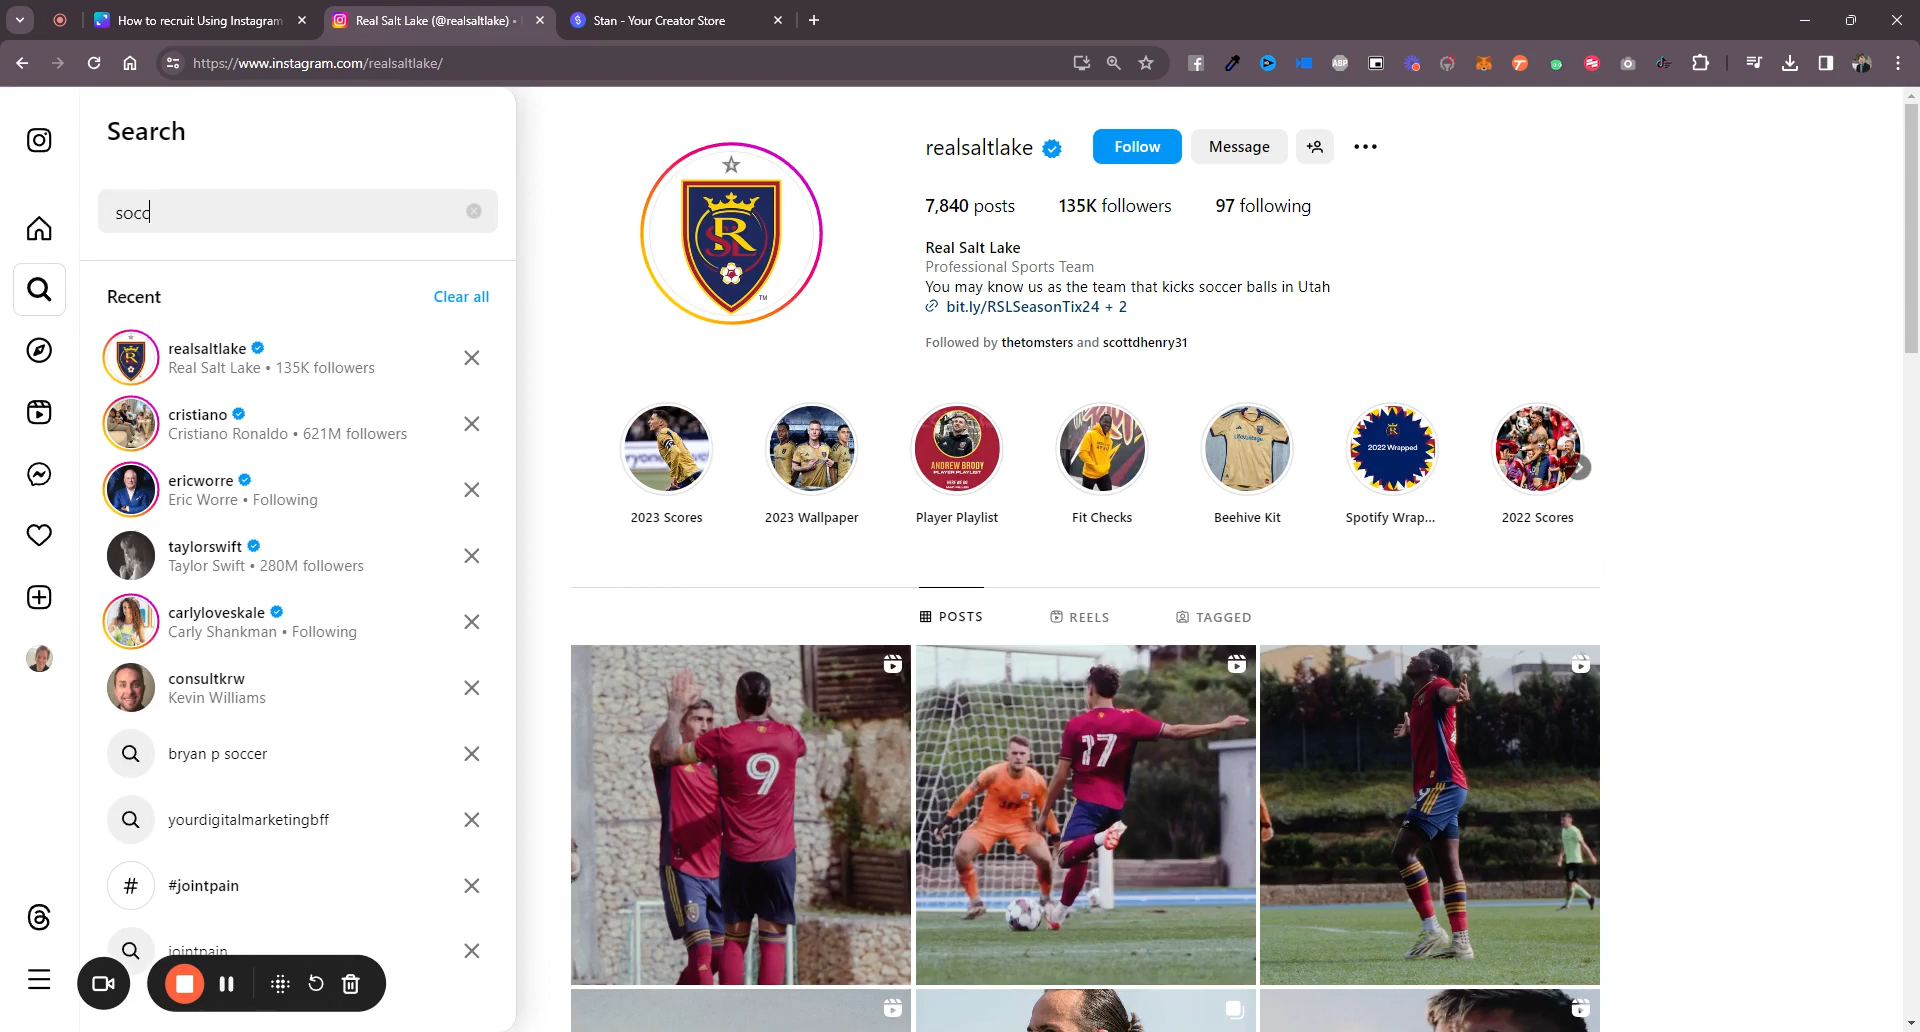 How to recruit Using Instagram
Real Salt Lake (@realsaltlake) •
Stan - Your Creator Store
https://www.instagram.com/realsaltlake/
ABP
Search
socc
Recent
Clear all
realsaltlake
Real Salt Lake • 135K followers
cristiano
Cristiano Ronaldo • 621M followers
ericworre
Eric Worre • Following
taylorswift
Taylor Swift • 280M followers
carlyloveskale
Carly Shankman • Following
consultkrw
Kevin Williams
bryan p soccer
yourdigitalmarketingbff
# #jointpain
jointpain
RSL
TM
realsaltlake
Follow
Message
7,840 posts
135K followers
97 following
Real Salt Lake
Professional Sports Team
You may know us as the team that kicks soccer balls in Utah
bit.ly/RSLSeasonTix24 + 2
Followed by thetomsters and scottdhenry31
ANDREW BRODY
PLAYER PLAYLIST
2022 Wrapped
2023 Scores
2023 Wallpaper
Player Playlist
Fit Checks
Beehive Kit
Spotify Wrap...
2022 Scores
POSTS
REELS
TAGGED
9
17